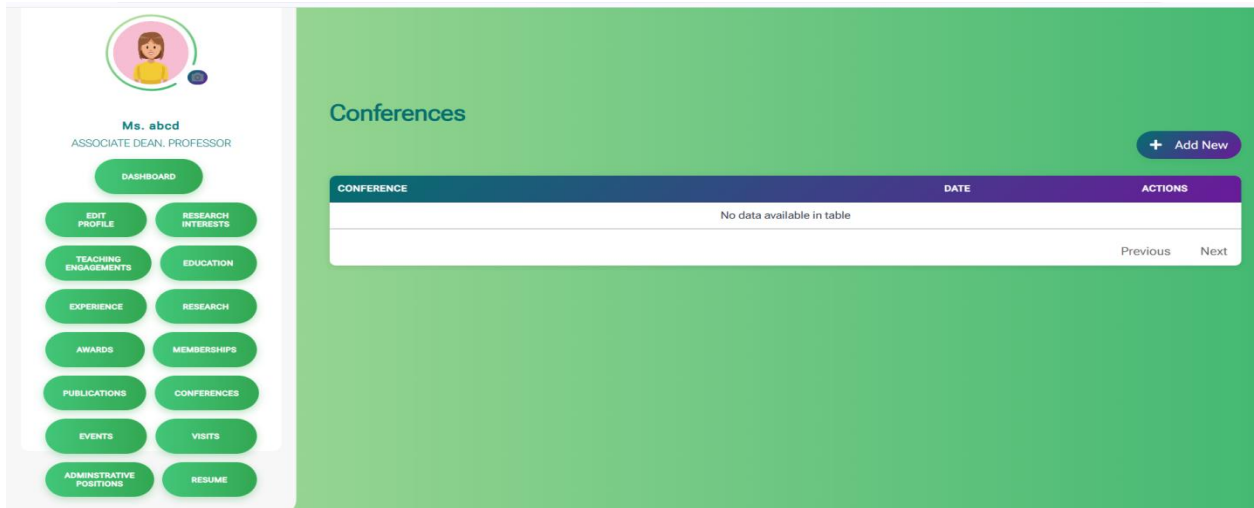 Ms. abcd
ASSOCIATE DEAN, PROFESSOR
DASHBOARD
EDIT
PROFILE
RESEARCH
INTERESTS
TEACHING
ENGAGEMENTS
EDUCATION
EXPERIENCE
RESEARCH
AWARDS
MEMBERSHIPS
PUBLICATIONS
CONFERENCES
EVENTS
VISITS
ADMINSTRATIVE
POSITIONS
RESUME
Conferences
+ Add New
CONFERENCE DATE ACTIONS
No data available in table
Previous Next